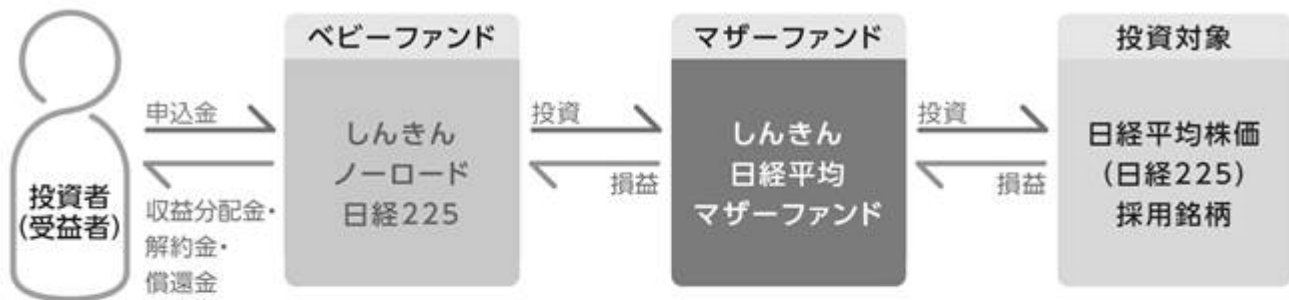 投資者
(受益者)
申込金
収益分配金・
解約金・
償還金
ベビーファンド
しんきん
ノーロード
日経225
投資
損益
マザーファンド
しんきん
日経平均
マザーファンド
投資
損益
投資対象
日経平均株価
(日経225)
採用銘柄